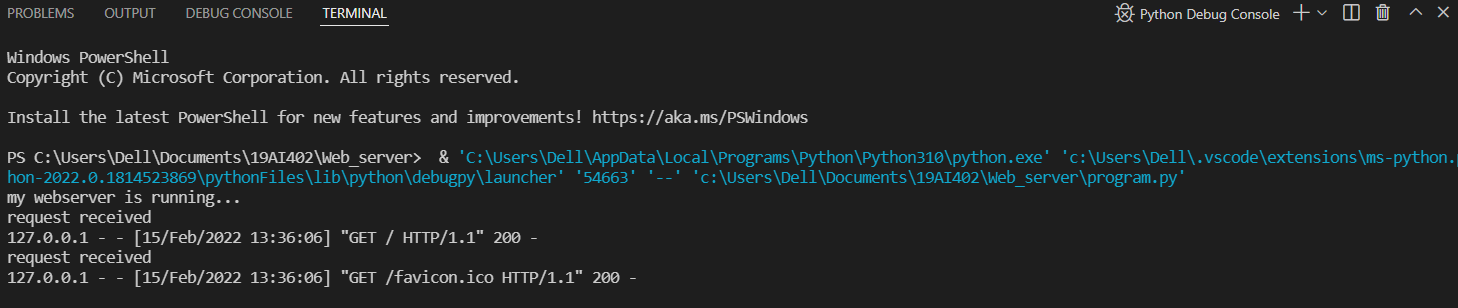 PROBLEMS OUTPUT DEBUG CONSOLE TERMINAL Python Debug Console
Windows PowerShell
Copyright (C) Microsoft Corporation. All rights reserved.
Install the latest PowerShell for new features and improvements! https://aka.ms/PSWindows
PS C:\Users\Dell\Documents\19AI402\Web_server>  & 'C:\Users\Dell\AppData\Local\Programs\Python\Python310\python.exe' 'c:\Users\Dell\.vscode\extensions\ms-python.
hon-2022.0.1814523869\pythonFiles\lib\python\debugpy\launcher' '54663' '--' 'c:\Users\Dell\Documents\19AI402\Web_server\program.py'
my webserver is running...
request received
127.0.0.1 - - [15/Feb/2022 13:36:06] "GET / HTTP/1.1" 200 -
request received
127.0.0.1 - - [15/Feb/2022 13:36:06] "GET /favicon.ico HTTP/1.1" 200 -